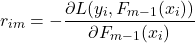 r_{im} = -\frac{\partial L(y_i, F_{m-1}(x_i))}{\partial F_{m-1}(x_i)}